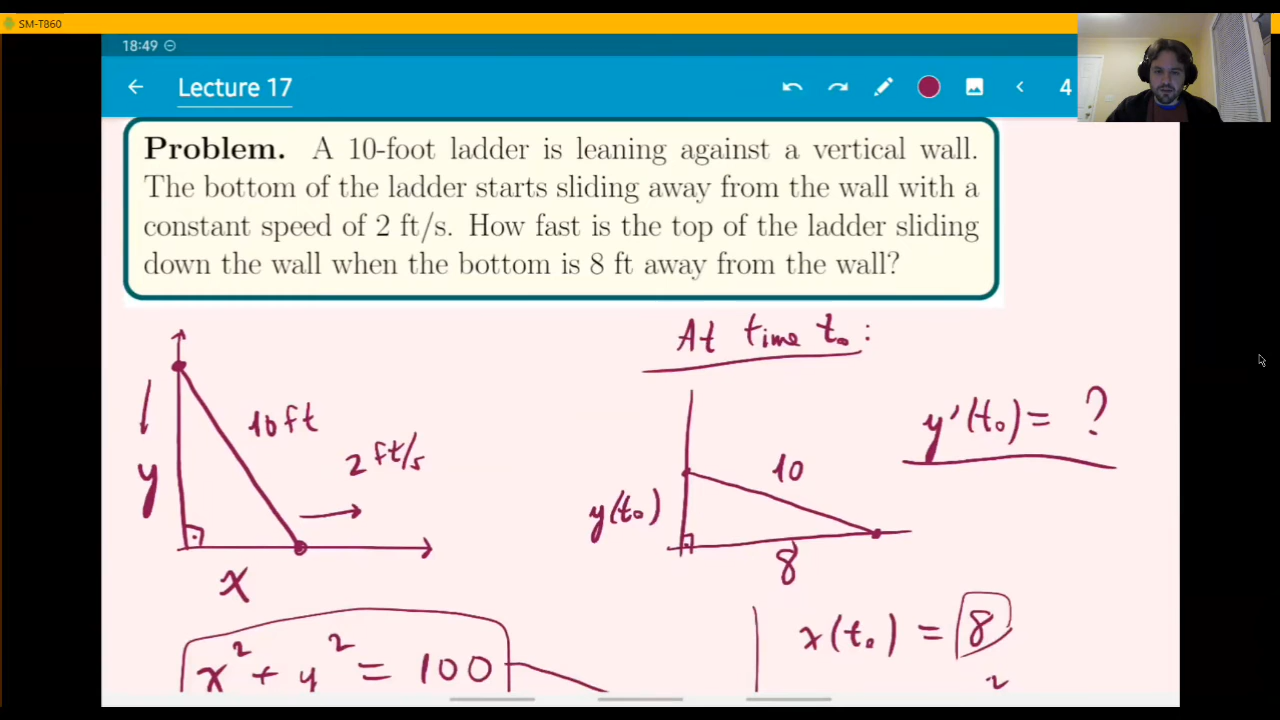 SM-T860
18:49
Lecture 17
4
Problem. A 10-foot ladder is leaning against a vertical wall.
The bottom of the ladder starts sliding away from the wall with a
constant speed of 2 ft/s. How fast is the top of the ladder sliding
down the wall when the bottom is 8 ft away from the wall?
At time t₀:
10ft
2 ft/s
y
x
y'(t₀) = ?
10
y(t₀)
8
x² + y² = 100
x(t₀) = 8
2